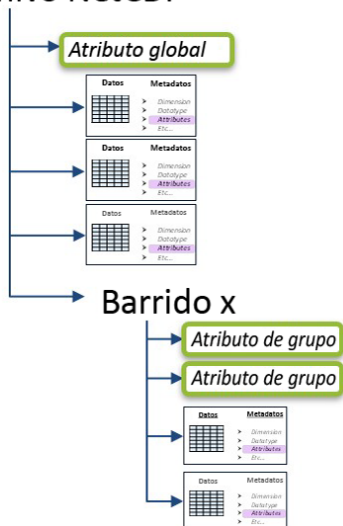 Atributo global
Datos Metadatos
Dimension
Datatype
Attributes
Etc...
Datos Metadatos
Dimension
Datatype
Attributes
Etc...
Datos Metadatos
Dimension
Datatype
Attributes
Etc...
Barrido x
Atributo de grupo
Atributo de grupo
Datos Metadatos
Dimension
Datatype
Attributes
Etc...
Datos Metadatos
Dimension
Datatype
Attributes
Etc...